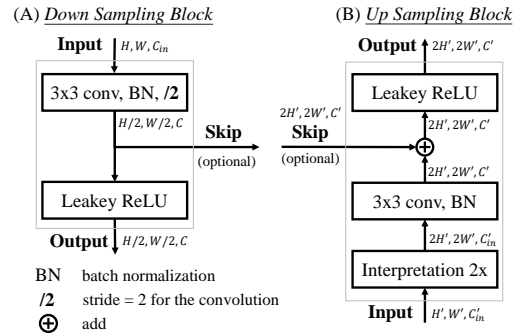 (A) Down Sampling Block
Input H, W, C_in
3x3 conv, BN, /2
H/2, W/2, C
Skip
(optional)
Leakey ReLU
Output H/2, W/2, C
BN batch normalization
/2 stride = 2 for the convolution
⊕ add
(B) Up Sampling Block
Output 2H′, 2W′, C′
Leakey ReLU
2H′, 2W′, C′
2H′, 2W′, C′
Skip
(optional)
⊕
2H′, 2W′, C′
3x3 conv, BN
2H′, 2W′, C′_in
Interpretation 2x
Input H′, W′, C′_in